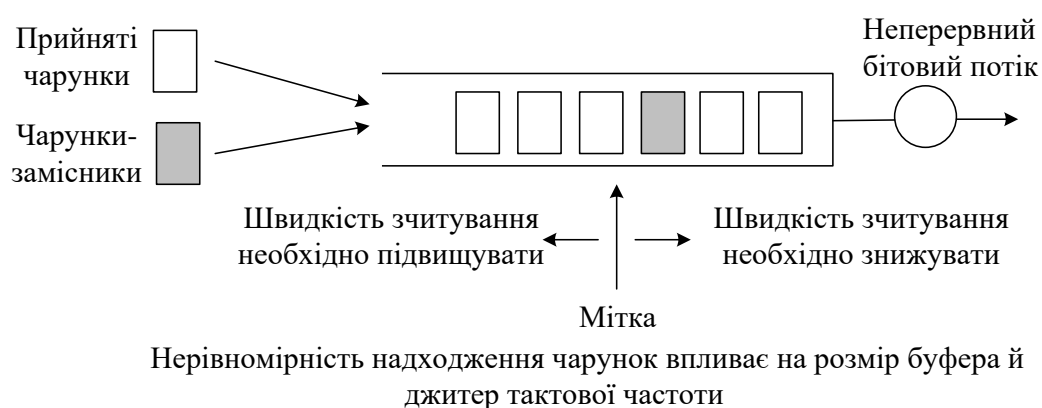 Прийняті
чарунки
Чарунки-
замісники
Неперервний
бітовий потік
Швидкість зчитування
необхідно підвищувати
Швидкість зчитування
необхідно знижувати
Мітка
Нерівномірність надходження чарунок впливає на розмір буфера й
джитер тактової частоти